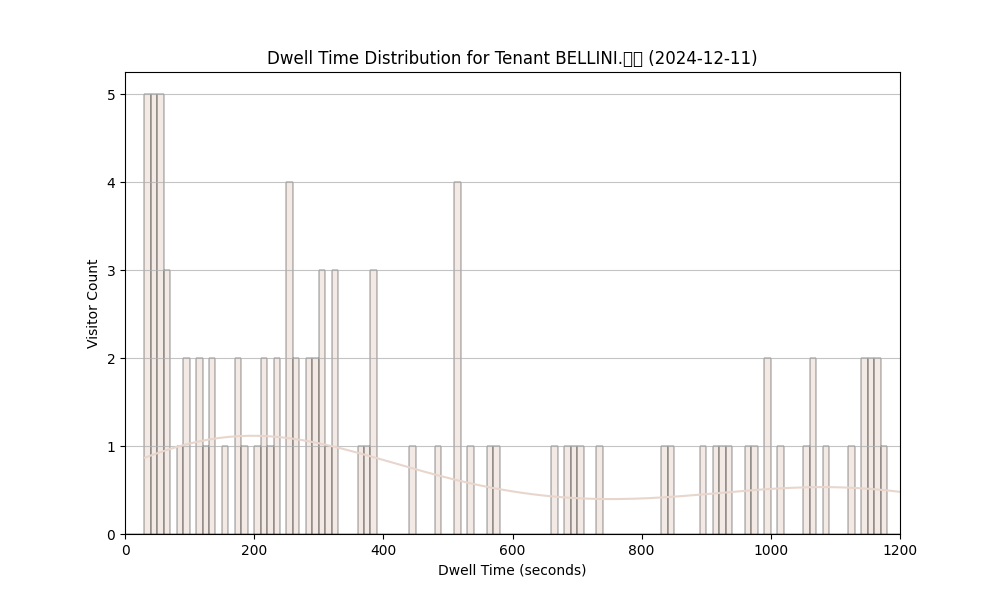 Dwell Time Distribution for Tenant BELLINI.▯▯ (2024-12-11)
5
4
3
2
1
0
Visitor Count
0 200 400 600 800 1000 1200
Dwell Time (seconds)